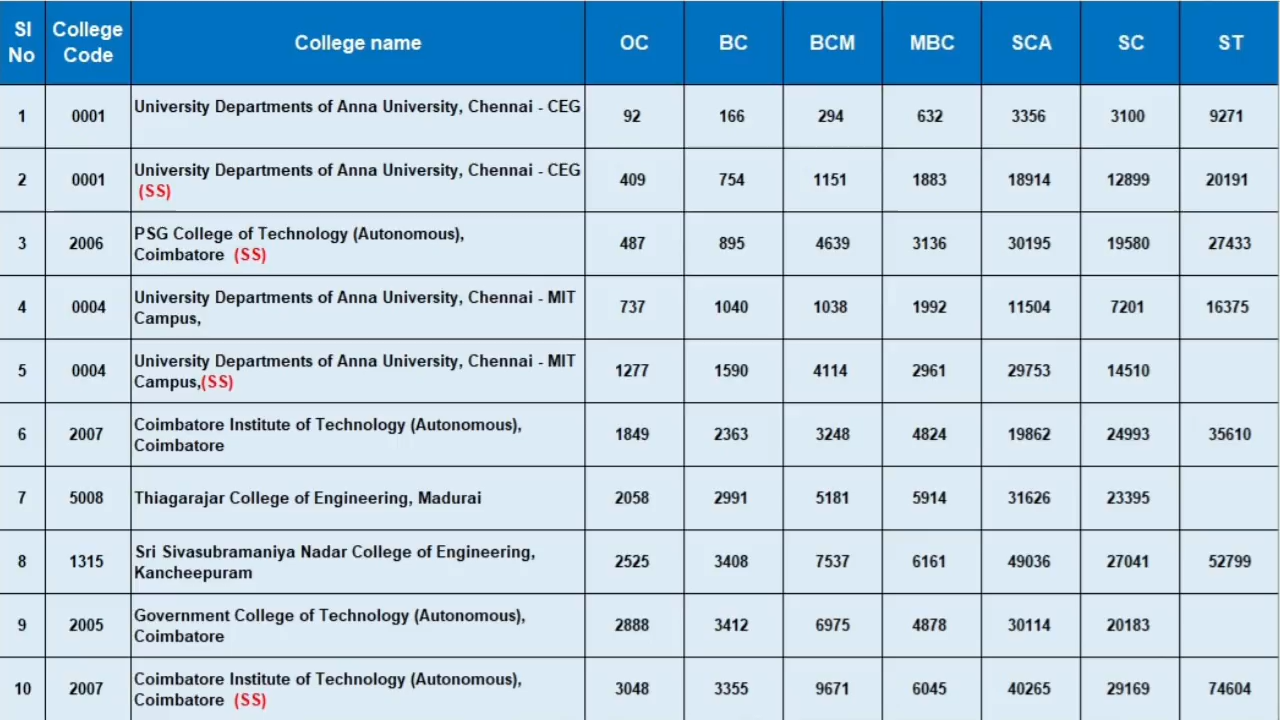 Sl No College Code College name OC BC BCM MBC SCA SC ST
1 0001 University Departments of Anna University, Chennai - CEG 92 166 294 632 3356 3100 9271
2 0001 University Departments of Anna University, Chennai - CEG (SS) 409 754 1151 1883 18914 12899 20191
3 2006 PSG College of Technology (Autonomous), Coimbatore (SS) 487 895 4639 3136 30195 19580 27433
4 0004 University Departments of Anna University, Chennai - MIT Campus, 737 1040 1038 1992 11504 7201 16375
5 0004 University Departments of Anna University, Chennai - MIT Campus,(SS) 1277 1590 4114 2961 29753 14510
6 2007 Coimbatore Institute of Technology (Autonomous), Coimbatore 1849 2363 3248 4824 19862 24993 35610
7 5008 Thiagarajar College of Engineering, Madurai 2058 2991 5181 5914 31626 23395
8 1315 Sri Sivasubramaniya Nadar College of Engineering, Kancheepuram 2525 3408 7537 6161 49036 27041 52799
9 2005 Government College of Technology (Autonomous), Coimbatore 2888 3412 6975 4878 30114 20183
10 2007 Coimbatore Institute of Technology (Autonomous), Coimbatore (SS) 3048 3355 9671 6045 40265 29169 74604